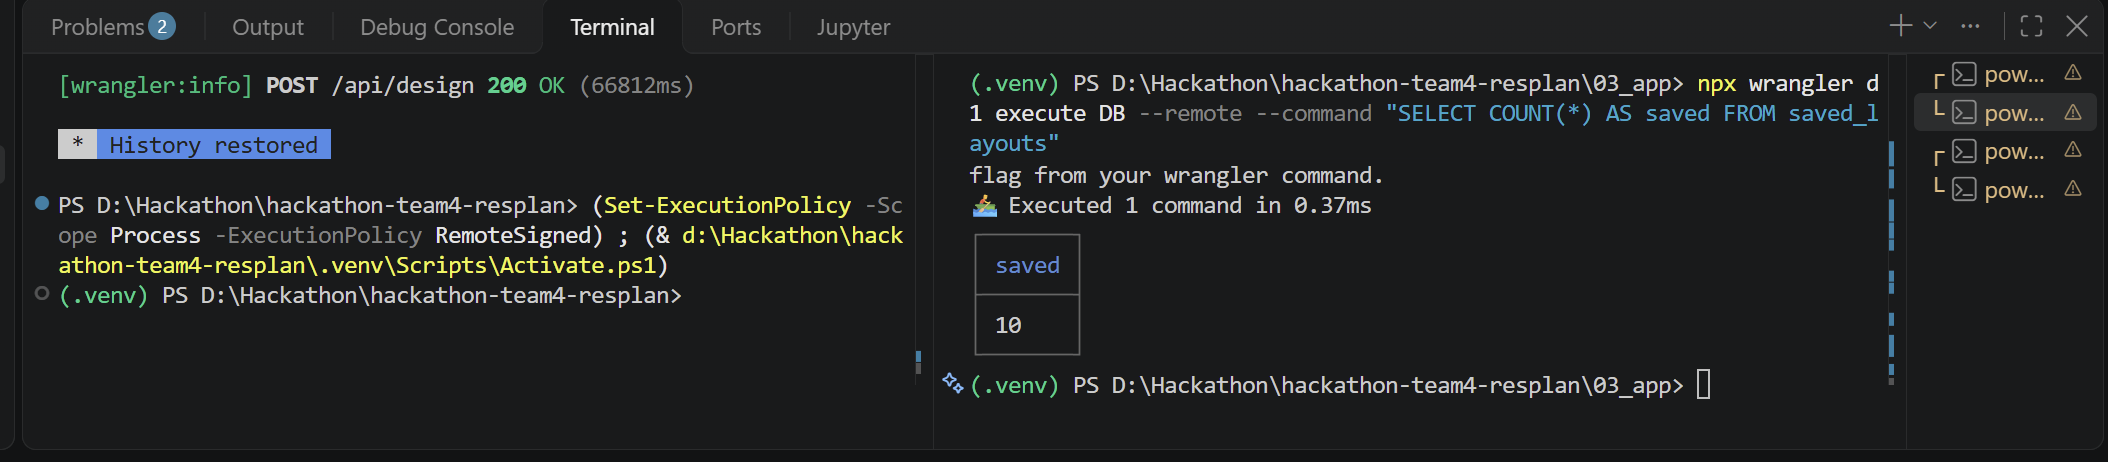 Problems 2 Output Debug Console Terminal Ports Jupyter
[wrangler:info] POST /api/design 200 OK (66812ms)
* History restored
PS D:\Hackathon\hackathon-team4-resplan> (Set-ExecutionPolicy -Sc
ope Process -ExecutionPolicy RemoteSigned) ; (& d:\Hackathon\hack
athon-team4-resplan\.venv\Scripts\Activate.ps1)
(.venv) PS D:\Hackathon\hackathon-team4-resplan>
(.venv) PS D:\Hackathon\hackathon-team4-resplan\03_app> npx wrangler d
1 execute DB --remote --command "SELECT COUNT(*) AS saved FROM saved_l
ayouts"
flag from your wrangler command.
🚣 Executed 1 command in 0.37ms
saved
10
(.venv) PS D:\Hackathon\hackathon-team4-resplan\03_app>
pow...
pow...
pow...
pow...